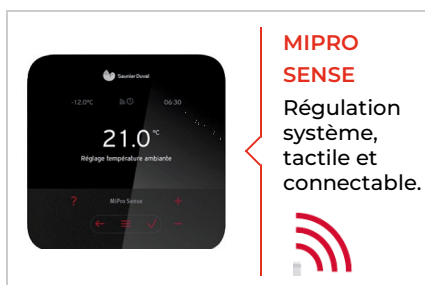 Saunier Duval
-12.0°C 06:30
21.0°C
Réglage température ambiante
? MiPro Sense +
−
MIPRO
SENSE
Régulation
système,
tactile et
connectable.